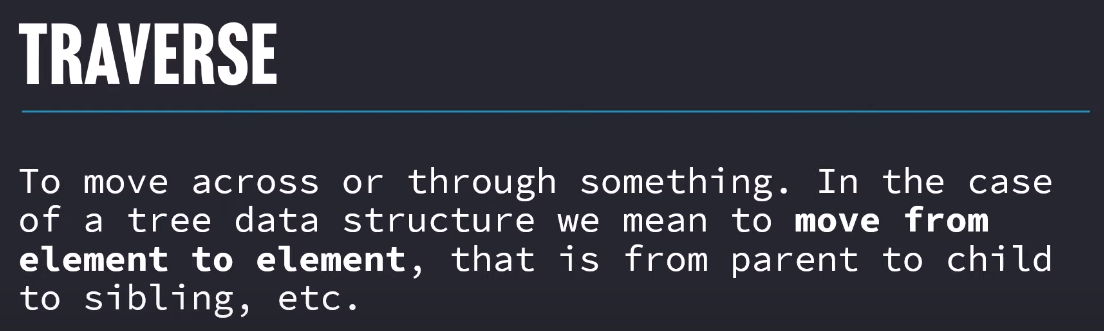 TRAVERSE
To move across or through something. In the case
of a tree data structure we mean to move from
element to element, that is from parent to child
to sibling, etc.